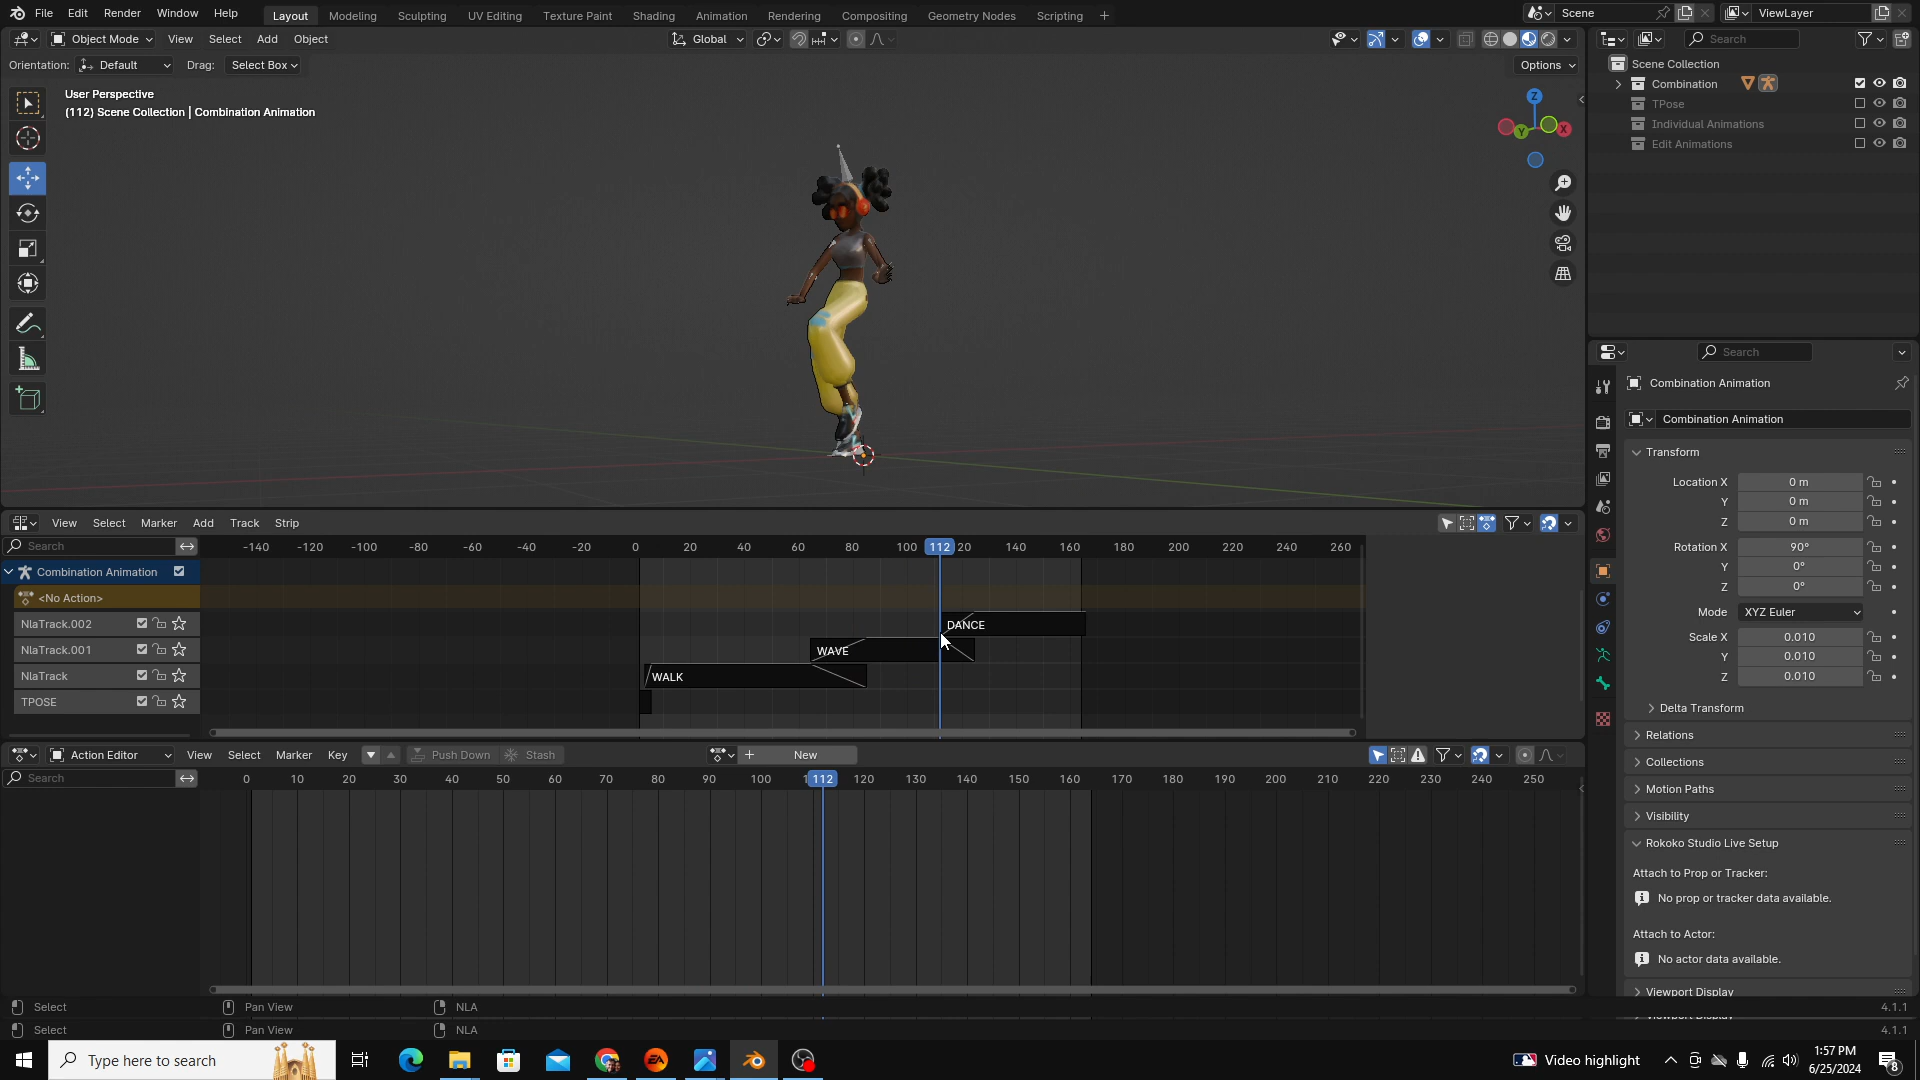 File Edit Render Window Help Layout Modeling Sculpting UV Editing Texture Paint Shading Animation Rendering Compositing Geometry Nodes Scripting + Scene ViewLayer
Object Mode View Select Add Object Global Search
Orientation: Default Drag: Select Box Options
User Perspective
(112) Scene Collection | Combination Animation
Z
X
Y
Scene Collection
Combination
TPose
Individual Animations
Edit Animations
Search
Combination Animation
Combination Animation
Transform
Location X 0 m
Y 0 m
Z 0 m
Rotation X 90°
Y 0°
Z 0°
Mode XYZ Euler
Scale X 0.010
Y 0.010
Z 0.010
Delta Transform
Relations
Collections
Motion Paths
Visibility
Rokoko Studio Live Setup
Attach to Prop or Tracker:
No prop or tracker data available.
Attach to Actor:
No actor data available.
Viewport Display
View Select Marker Add Track Strip
Search -140 -120 -100 -80 -60 -40 -20 0 20 40 60 80 100 112 20 140 160 180 200 220 240 260
Combination Animation
<No Action>
NlaTrack.002 DANCE
NlaTrack.001 WAVE
NlaTrack WALK
TPOSE
Action Editor View Select Marker Key Push Down Stash + New
Search 0 10 20 30 40 50 60 70 80 90 100 1 112 120 130 140 150 160 170 180 190 200 210 220 230 240 250
Select Pan View NLA 4.1.1
Select Pan View NLA 4.1.1
Type here to search Video highlight 1:57 PM
6/25/2024 8